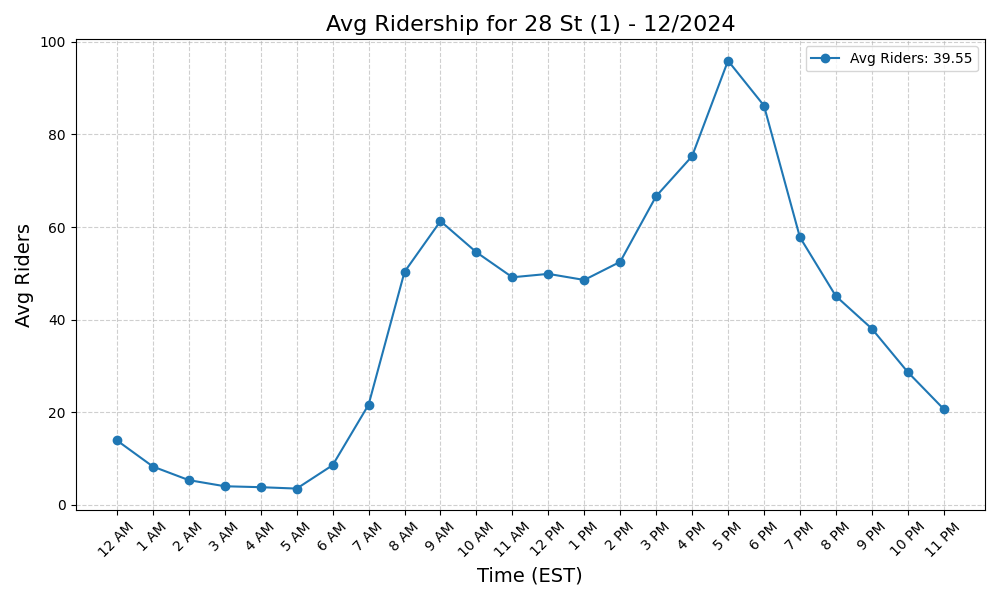 Avg Ridership for 28 St (1) - 12/2024
Avg Riders: 39.55
Avg Riders
100
80
60
40
20
0
12 AM
1 AM
2 AM
3 AM
4 AM
5 AM
6 AM
7 AM
8 AM
9 AM
10 AM
11 AM
12 PM
1 PM
2 PM
3 PM
4 PM
5 PM
6 PM
7 PM
8 PM
9 PM
10 PM
11 PM
Time (EST)